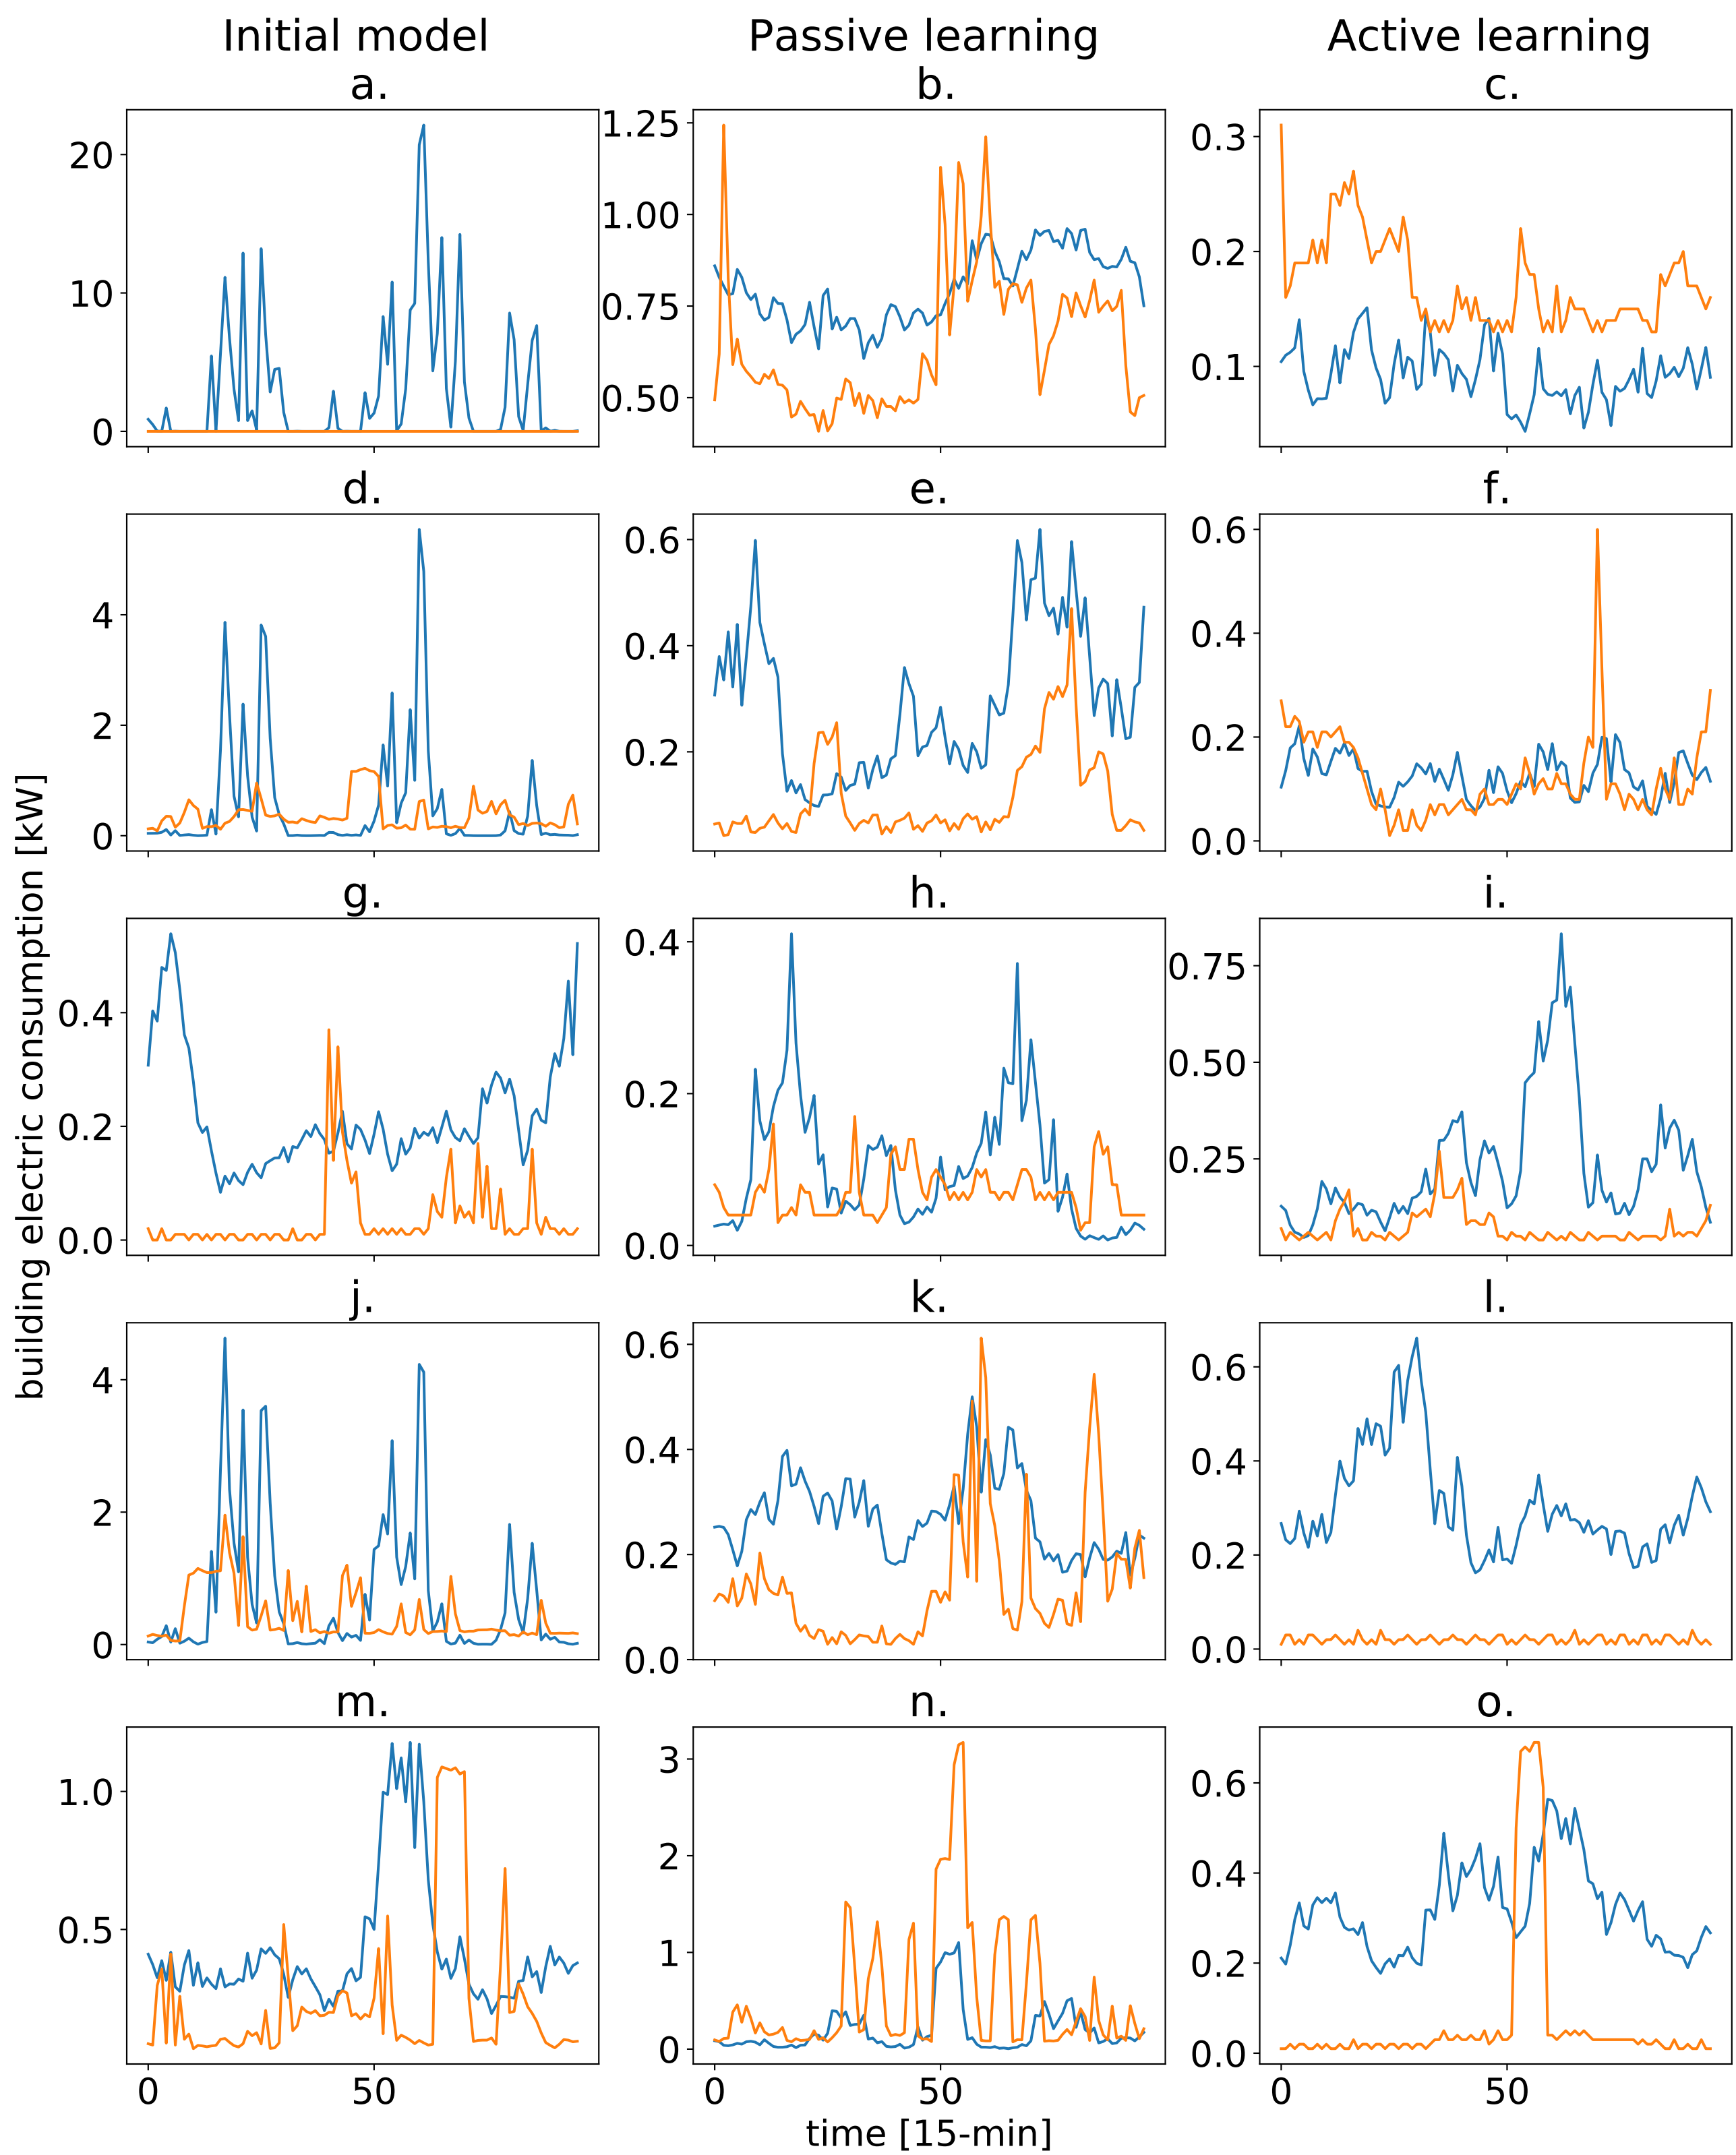 Initial model
Passive learning
Active learning
a.
b.
c.
20
10
0
1.25
1.00
0.75
0.50
0.3
0.2
0.1
d.
e.
f.
4
2
0
0.6
0.4
0.2
0.6
0.4
0.2
0.0
g.
h.
i.
0.4
0.2
0.0
0.4
0.2
0.0
0.75
0.50
0.25
j.
k.
l.
4
2
0
0.6
0.4
0.2
0.0
0.6
0.4
0.2
0.0
m.
n.
o.
1.0
0.5
3
2
1
0
0.6
0.4
0.2
0.0
0
50
0
50
0
50
building electric consumption [kW]
time [15-min]